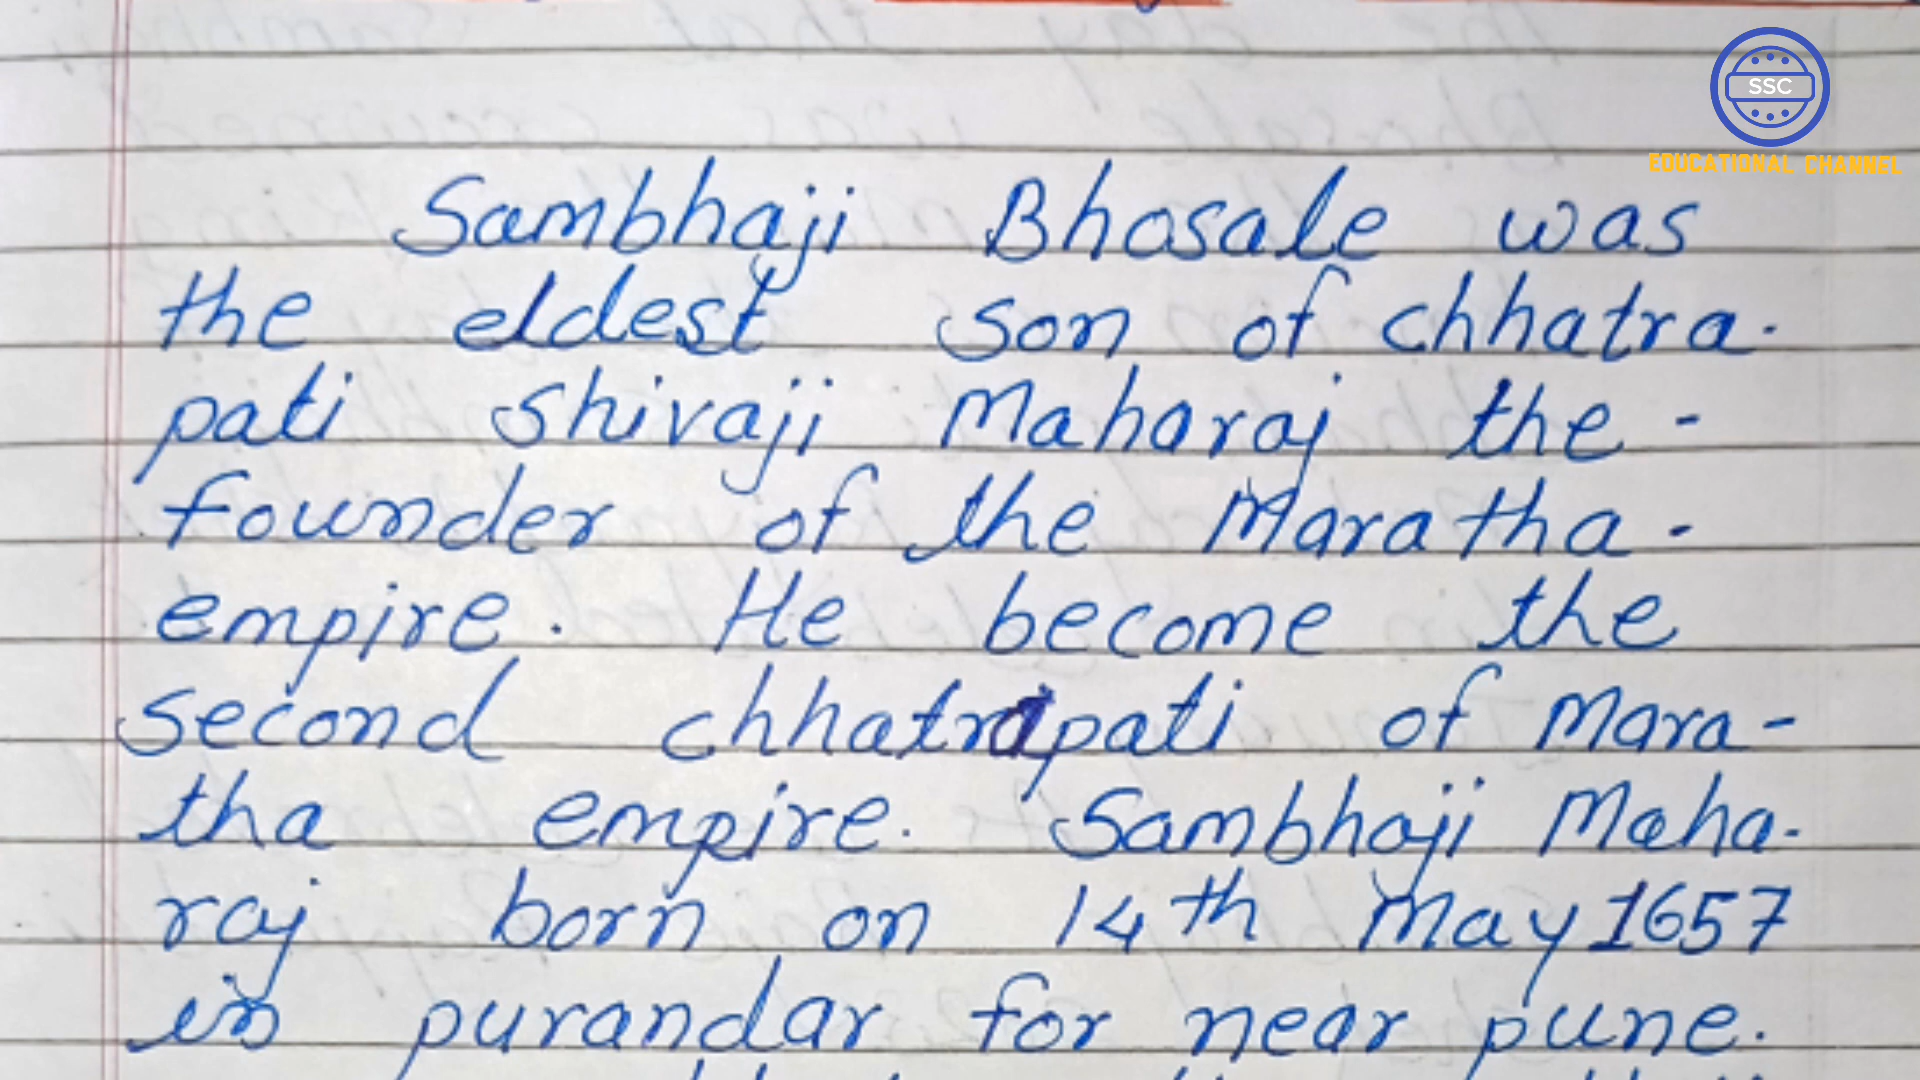 SSC
EDUCATIONAL CHANNEL
Sambhaji Bhosale was
the eldest son of chhatra-
pati Shivaji Maharaj the -
founder of the Maratha -
empire. He become the
second chhatrapati of Mara-
tha empire. Sambhaji Maha-
raj born on 14th May 1657
in purandar for near pune.